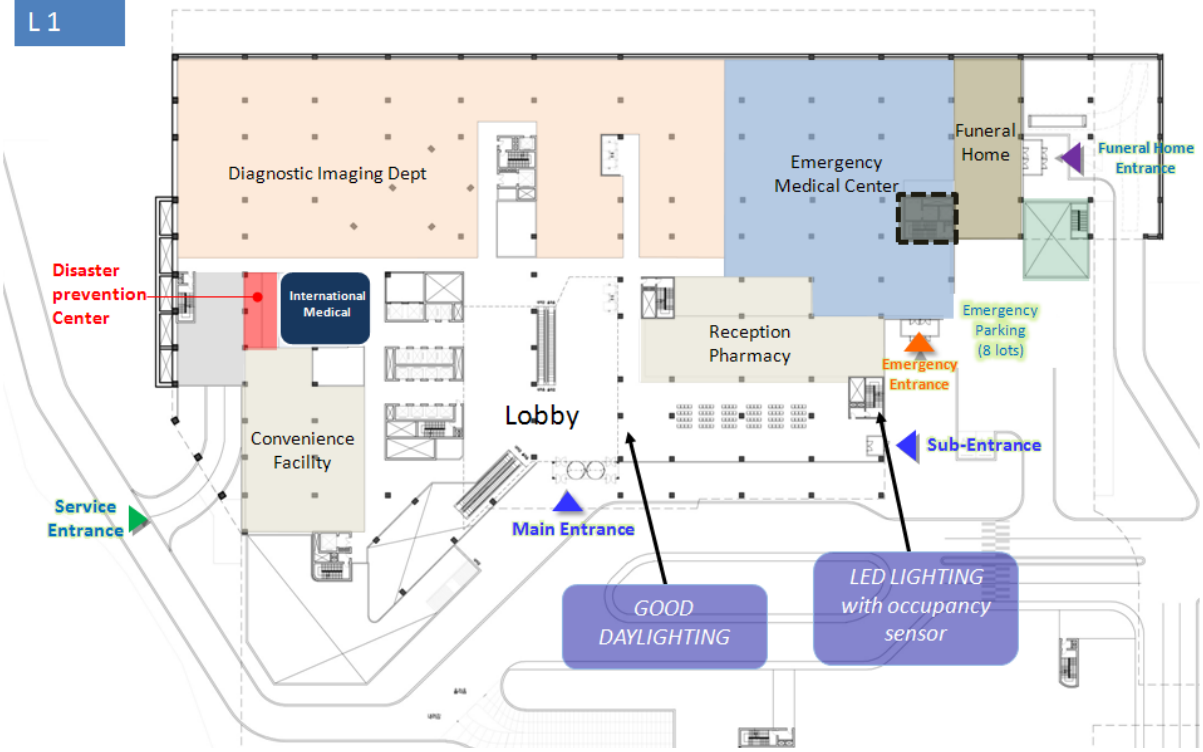 L 1
Diagnostic Imaging Dept
Emergency
Medical Center
Funeral
Home
Funeral Home
Entrance
Disaster
prevention
Center
International
Medical
Reception
Pharmacy
Emergency
Parking
(8 lots)
Emergency
Entrance
Lobby
Convenience
Facility
Sub-Entrance
Service
Entrance
Main Entrance
GOOD
DAYLIGHTING
LED LIGHTING
with occupancy
sensor